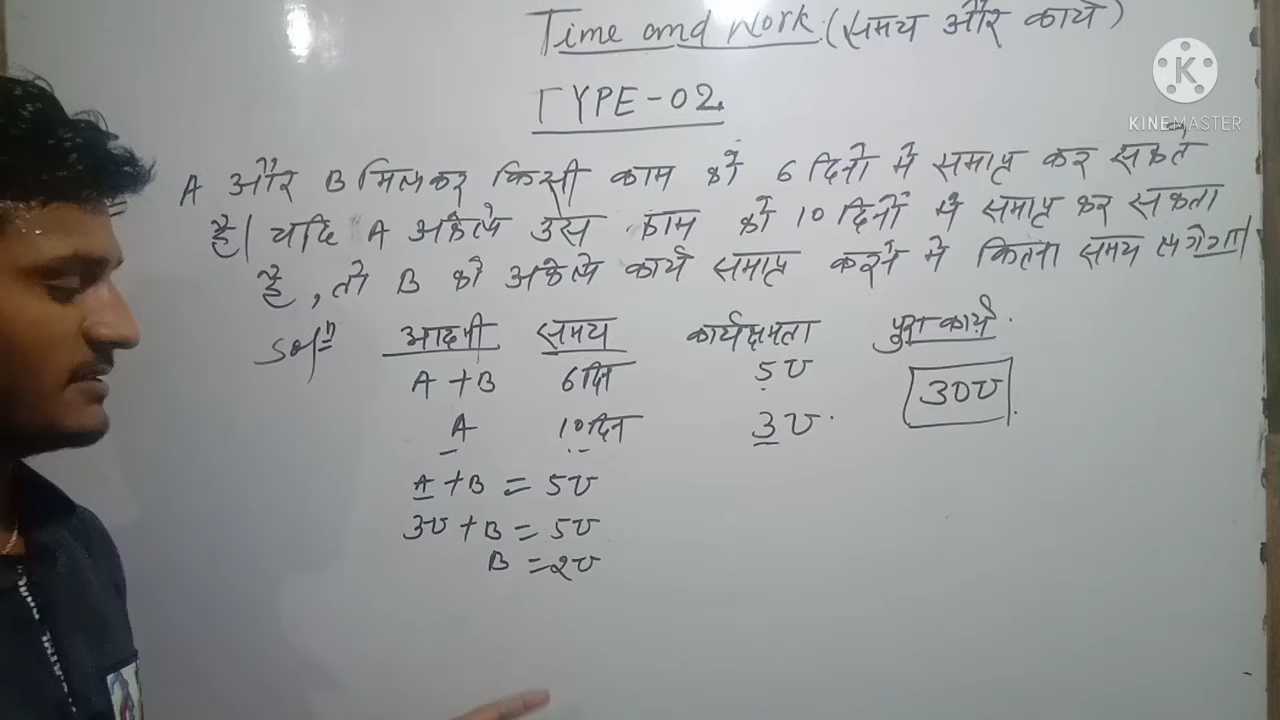 Time and Work (समय और कार्य)
K
KINEMASTER
TYPE-02.
A और B मिलकर किसी काम को 6 दिनों में समाप्त कर सकते
है। यदि A अकेले उस काम को 10 दिनों में समाप्त कर सकता
है, तो B को अकेले कार्य समाप्त करने में कितना समय लगेगा।
Solⁿ आदमी समय कार्यक्षमता पुरा कार्य.
A + B 6 दिन 5U 30U
A 10 दिन 3U
A + B = 5U
3U + B = 5U
B = 2U